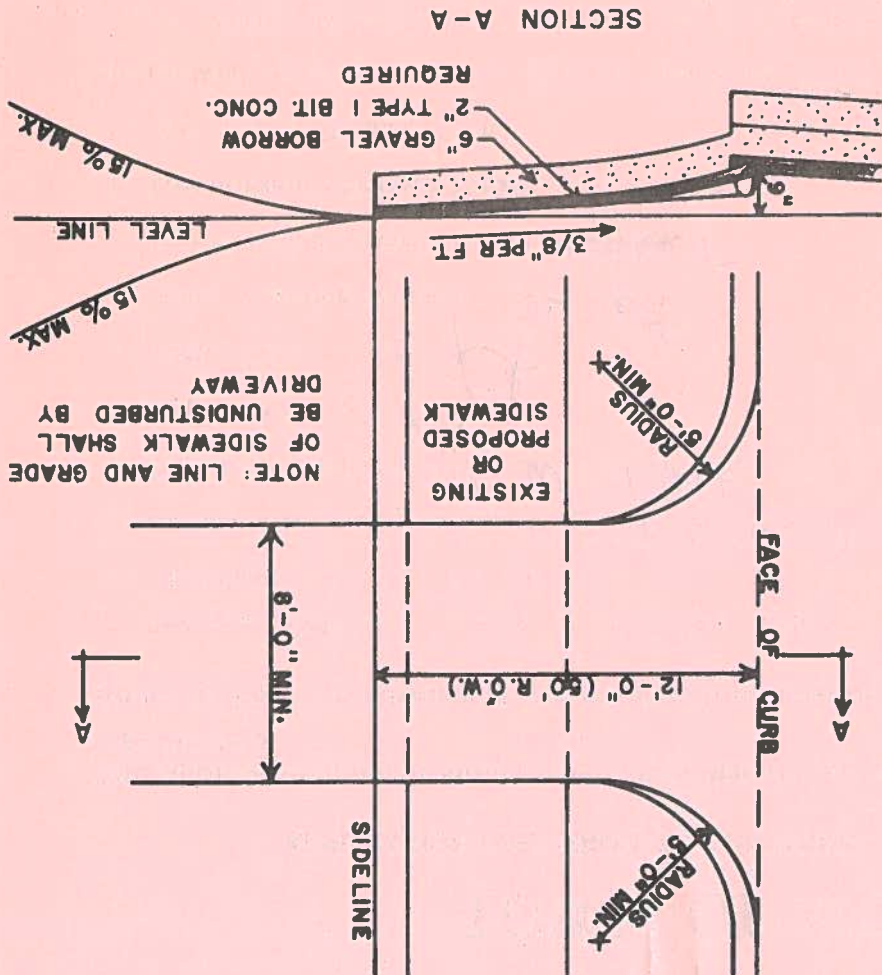 RADIUS
5'-0" MIN.
SIDELINE
FACE OF CURB
A
A
12'-0" (50' R.O.W.)
8'-0" MIN.
RADIUS
5'-0" MIN.
EXISTING
OR
PROPOSED
SIDEWALK
NOTE: LINE AND GRADE
OF SIDEWALK SHALL
BE UNDISTURBED BY
DRIVEWAY
15% MAX.
3/8" PER FT.
LEVEL LINE
15% MAX.
6" GRAVEL BORROW
2" TYPE I BIT. CONC.
REQUIRED
SECTION A-A